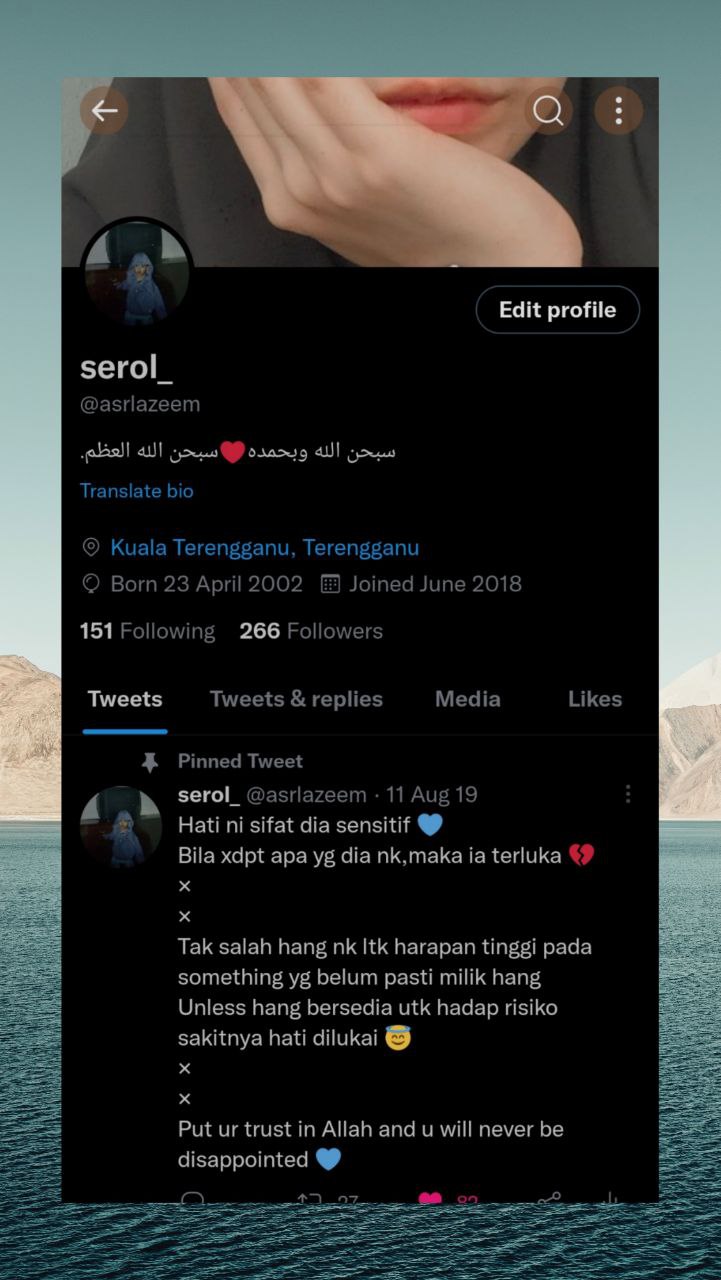 Edit profile
serol_
@asrlazeem
سبحن الله وبحمده❤️سبحن الله العظم.
Translate bio
Kuala Terengganu, Terengganu
Born 23 April 2002 Joined June 2018
151 Following 266 Followers
Tweets Tweets & replies Media Likes
Pinned Tweet
serol_ @asrlazeem · 11 Aug 19
Hati ni sifat dia sensitif 💙
Bila xdpt apa yg dia nk,maka ia terluka 💔
×
×
Tak salah hang nk ltk harapan tinggi pada
something yg belum pasti milik hang
Unless hang bersedia utk hadap risiko
sakitnya hati dilukai 😇
×
×
Put ur trust in Allah and u will never be
disappointed 💙
27 82